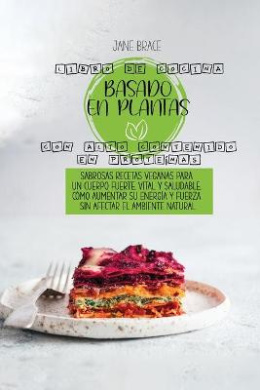 JANE BRACE
LIBRO DE COCINA
BASADO
EN PLANTAS
CON ALTO CONTENIDO
EN PROTEÍNAS
SABROSAS RECETAS VEGANAS PARA
UN CUERPO FUERTE, VITAL Y SALUDABLE.
CÓMO AUMENTAR SU ENERGÍA Y FUERZA
SIN AFECTAR EL AMBIENTE NATURAL.